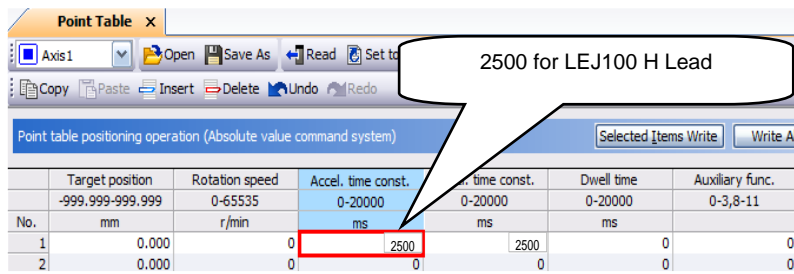 Point Table X
Axis1 Open Save As Read Set to
2500 for LEJ100 H Lead
Copy Paste Insert Delete Undo Redo
Point table positioning operation (Absolute value command system) Selected Items Write Write A
Target position Rotation speed Accel. time const. time const. Dwell time Auxiliary func.
-999.999-999.999 0-65535 0-20000 0-20000 0-20000 0-3,8-11
No. mm r/min ms ms ms
1 0.000 0 2500 2500 0 0
2 0.000 0 0 0 0 0